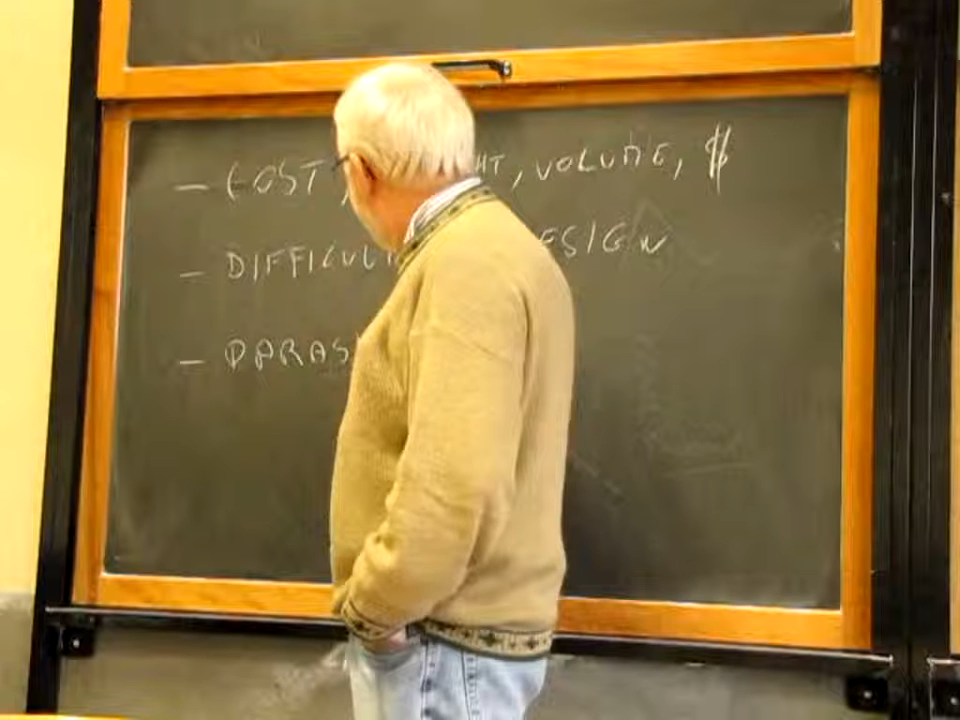 — COST, HT, VOLUME, $
— DIFFICUL ESIGN
— PARAS